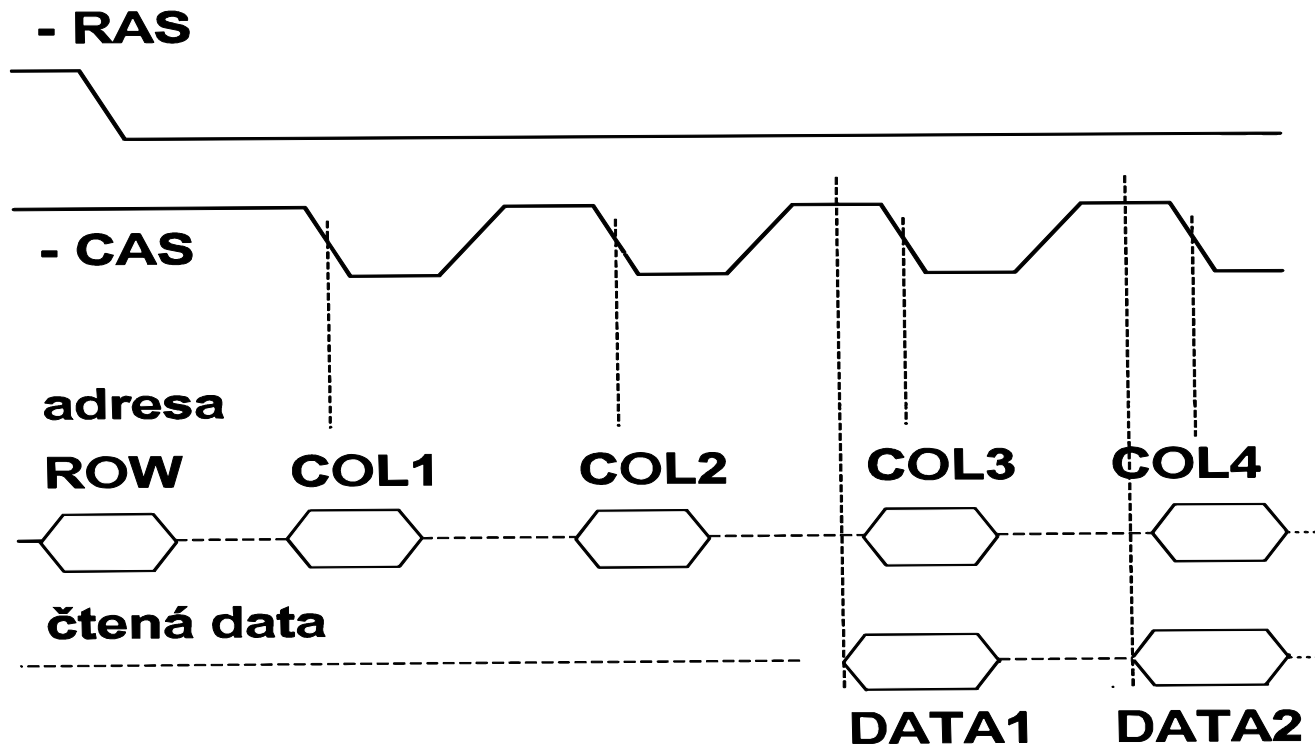 - RAS
- CAS
adresa
ROW COL1 COL2 COL3 COL4
čtená data
DATA1 DATA2